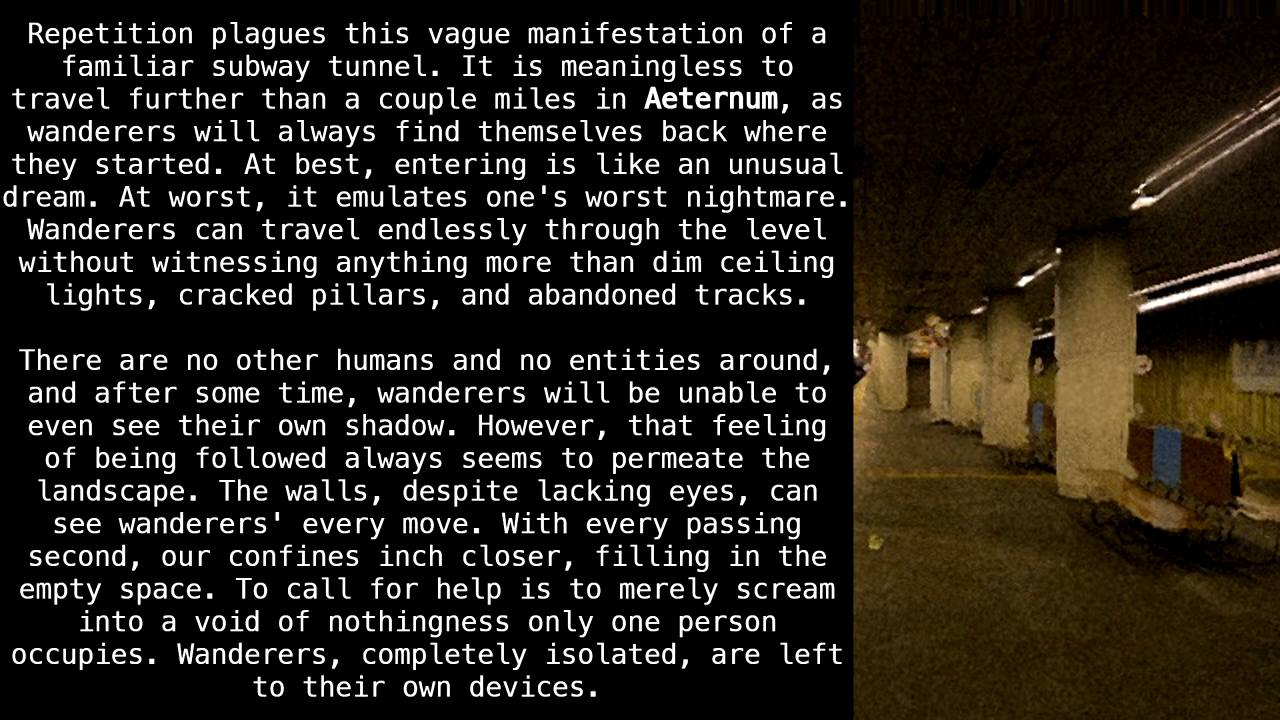 Repetition plagues this vague manifestation of a
familiar subway tunnel. It is meaningless to
travel further than a couple miles in Aeternum, as
wanderers will always find themselves back where
they started. At best, entering is like an unusual
dream. At worst, it emulates one's worst nightmare.
Wanderers can travel endlessly through the level
without witnessing anything more than dim ceiling
lights, cracked pillars, and abandoned tracks.
There are no other humans and no entities around,
and after some time, wanderers will be unable to
even see their own shadow. However, that feeling
of being followed always seems to permeate the
landscape. The walls, despite lacking eyes, can
see wanderers' every move. With every passing
second, our confines inch closer, filling in the
empty space. To call for help is to merely scream
into a void of nothingness only one person
occupies. Wanderers, completely isolated, are left
to their own devices.